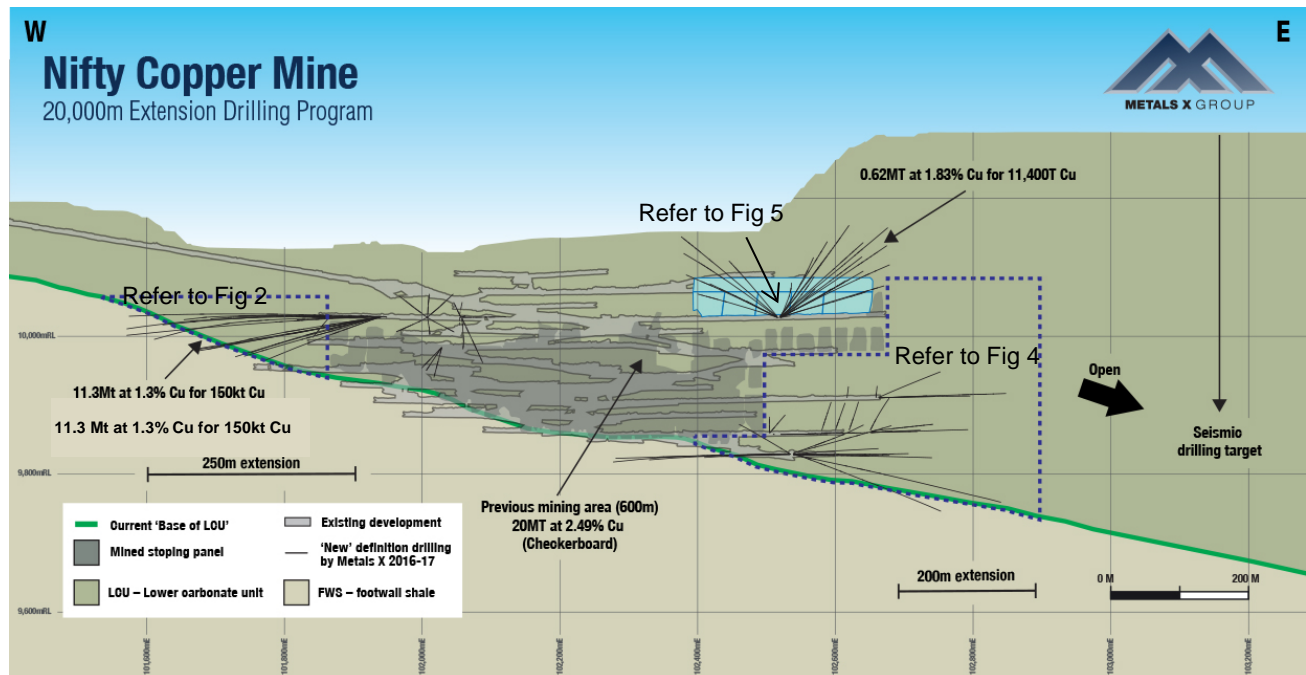 W
E
Nifty Copper Mine
20,000m Extension Drilling Program
METALS X GROUP
0.62MT at 1.83% Cu for 11,400T Cu
Refer to Fig 5
Refer to Fig 2
10,000mRL
Refer to Fig 4
Open
11.3Mt at 1.3% Cu for 150kt Cu
11.3 Mt at 1.3% Cu for 150kt Cu
Seismio
drilling target
250m extension
9,800mRL
Previous mining area (600m)
20MT at 2.49% Cu
(Cheokerboard)
Current ‘Base of LOU’
Existing development
Mined stoping panel
‘New’ definition drilling
by Metals X 2016-17
LOU – Lower oarbonate unit
FWS – footwall shale
200m extension
0 M
200 M
9,600mRL
101,600mE
101,800mE
102,000mE
102,200mE
102,400mE
102,600mE
102,800mE
103,000mE
103,200mE